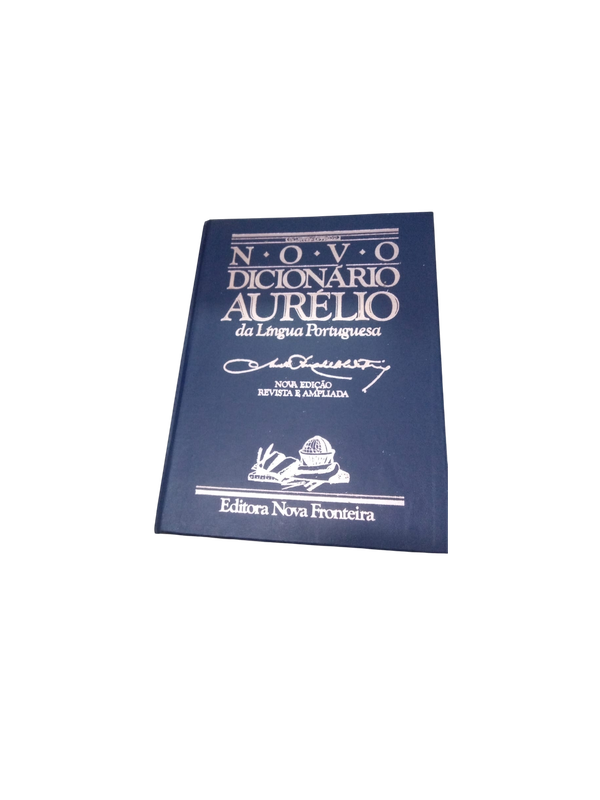 N·O·V·O
DICIONÁRIO
AURÉLIO
da Língua Portuguesa
NOVA EDIÇÃO
REVISTA E AMPLIADA
Editora Nova Fronteira